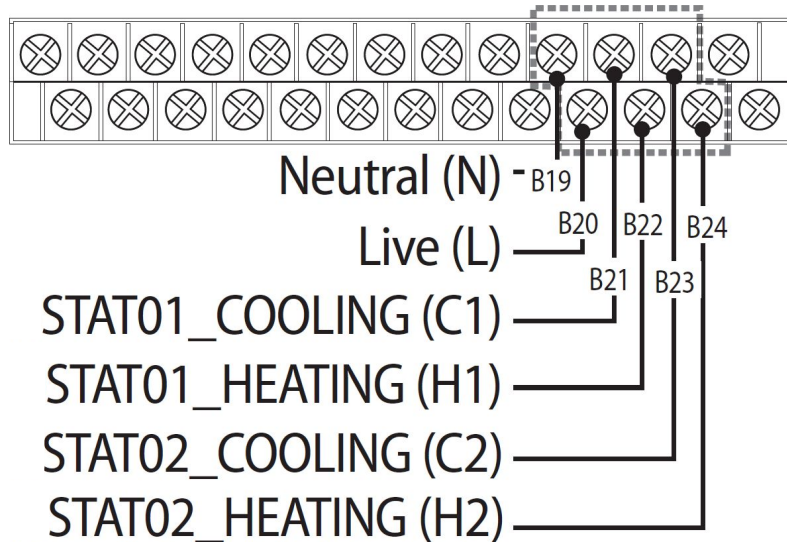 Neutral (N) B19
Live (L) B20 B22 B24
B21 B23
STAT01_COOLING (C1)
STAT01_HEATING (H1)
STAT02_COOLING (C2)
STAT02_HEATING (H2)